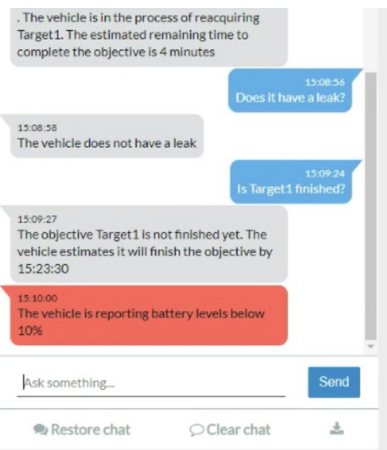 . The vehicle is in the process of reacquiring
Target1. The estimated remaining time to
complete the objective is 4 minutes
15:08:56
Does it have a leak?
15:08:58
The vehicle does not have a leak
15:09:24
Is Target1 finished?
15:09:27
The objective Target1 is not finished yet. The
vehicle estimates it will finish the objective by
15:23:30
15:10:00
The vehicle is reporting battery levels below
10%
Ask something...
Send
Restore chat
Clear chat